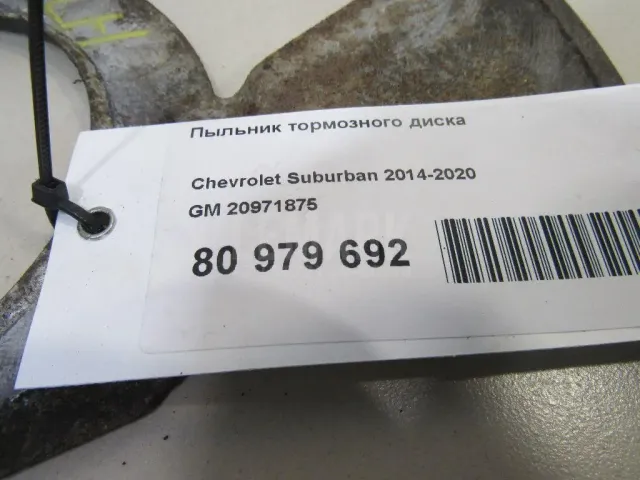 Пыльник тормозного диска
Chevrolet Suburban 2014-2020
GM 20971875
80 979 692